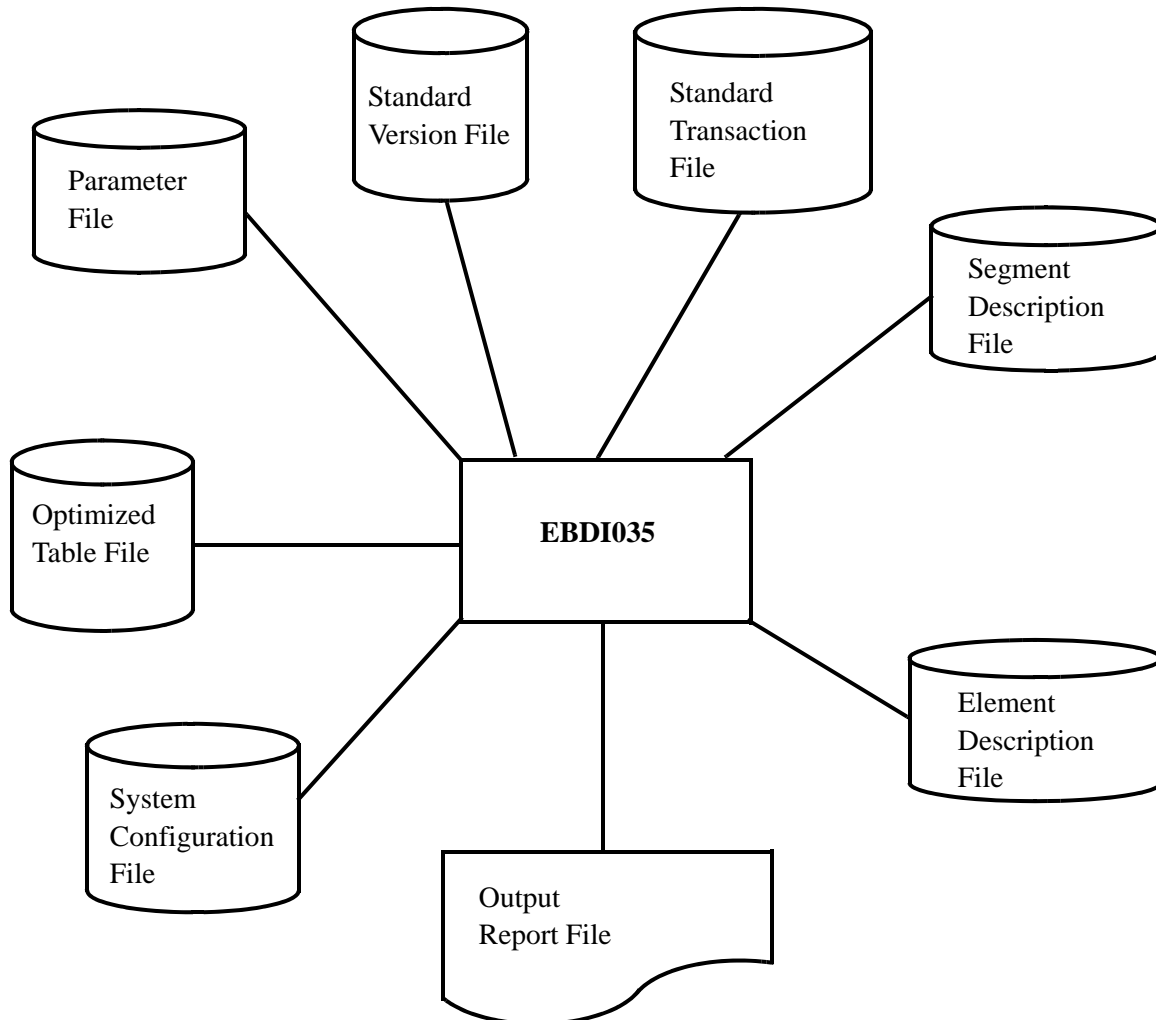 Standard
Version File
Standard
Transaction
File
Parameter
File
Segment
Description
File
Optimized
Table File
EBDI035
Element
Description
File
System
Configuration
File
Output
Report File